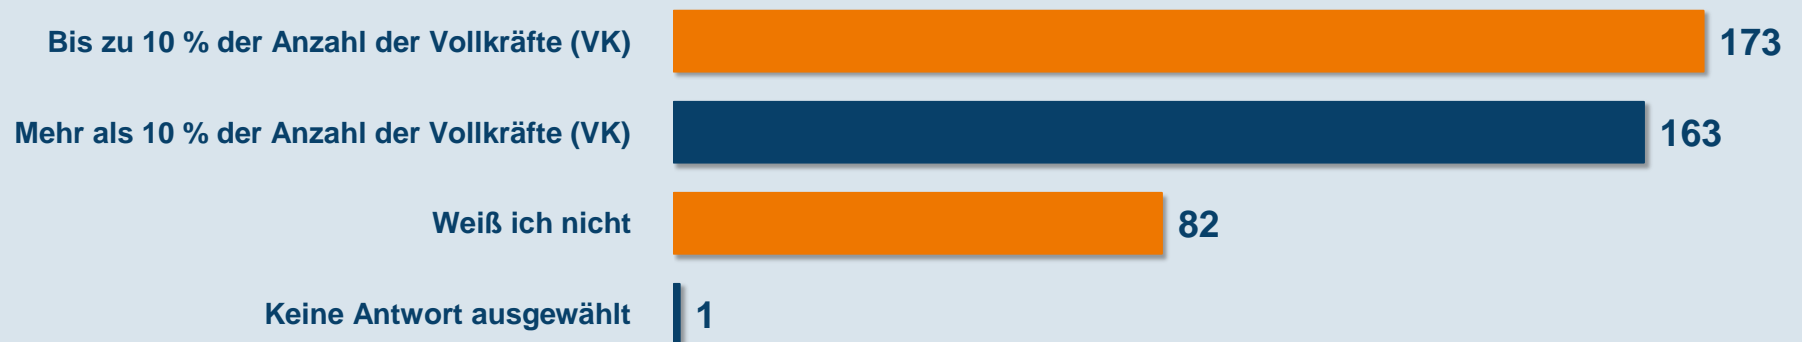 Bis zu 10 % der Anzahl der Vollkräfte (VK) 173
Mehr als 10 % der Anzahl der Vollkräfte (VK) 163
Weiß ich nicht 82
Keine Antwort ausgewählt 1